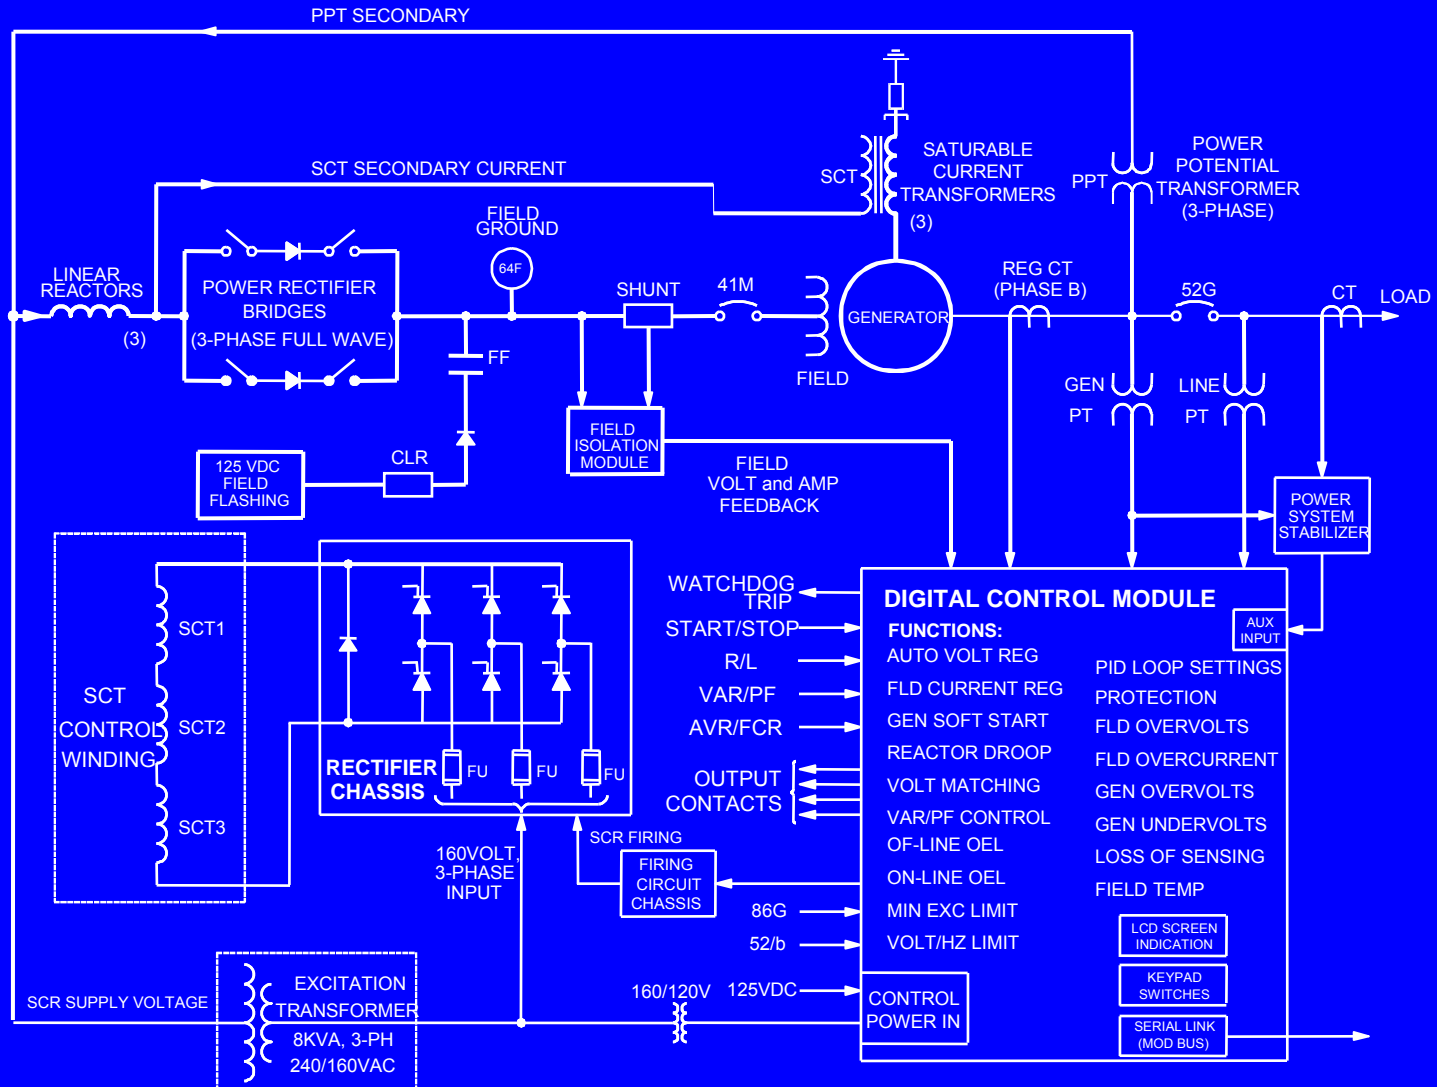 PPT SECONDARY
SCT SECONDARY CURRENT
SCT
SATURABLE
CURRENT
TRANSFORMERS
(3)
PPT
POWER
POTENTIAL
TRANSFORMER
(3-PHASE)
FIELD
GROUND
64F
LINEAR
REACTORS
(3)
POWER RECTIFIER
BRIDGES
(3-PHASE FULL WAVE)
SHUNT
41M
FIELD
GENERATOR
REG CT
(PHASE B)
52G
CT
LOAD
FF
GEN
PT
LINE
PT
125 VDC
FIELD
FLASHING
CLR
FIELD
ISOLATION
MODULE
FIELD
VOLT and AMP
FEEDBACK
POWER
SYSTEM
STABILIZER
SCT
CONTROL
WINDING
SCT1
SCT2
SCT3
RECTIFIER
CHASSIS
FU
FU
FU
160VOLT,
3-PHASE
INPUT
SCR FIRING
FIRING
CIRCUIT
CHASSIS
WATCHDOG
TRIP
START/STOP
R/L
VAR/PF
AVR/FCR
OUTPUT
CONTACTS
86G
52/b
125VDC
DIGITAL CONTROL MODULE
FUNCTIONS:
AUTO VOLT REG
FLD CURRENT REG
GEN SOFT START
REACTOR DROOP
VOLT MATCHING
VAR/PF CONTROL
OF-LINE OEL
ON-LINE OEL
MIN EXC LIMIT
VOLT/HZ LIMIT
AUX
INPUT
PID LOOP SETTINGS
PROTECTION
FLD OVERVOLTS
FLD OVERCURRENT
GEN OVERVOLTS
GEN UNDERVOLTS
LOSS OF SENSING
FIELD TEMP
LCD SCREEN
INDICATION
KEYPAD
SWITCHES
SERIAL LINK
(MOD BUS)
CONTROL
POWER IN
160/120V
SCR SUPPLY VOLTAGE
EXCITATION
TRANSFORMER
8KVA, 3-PH
240/160VAC